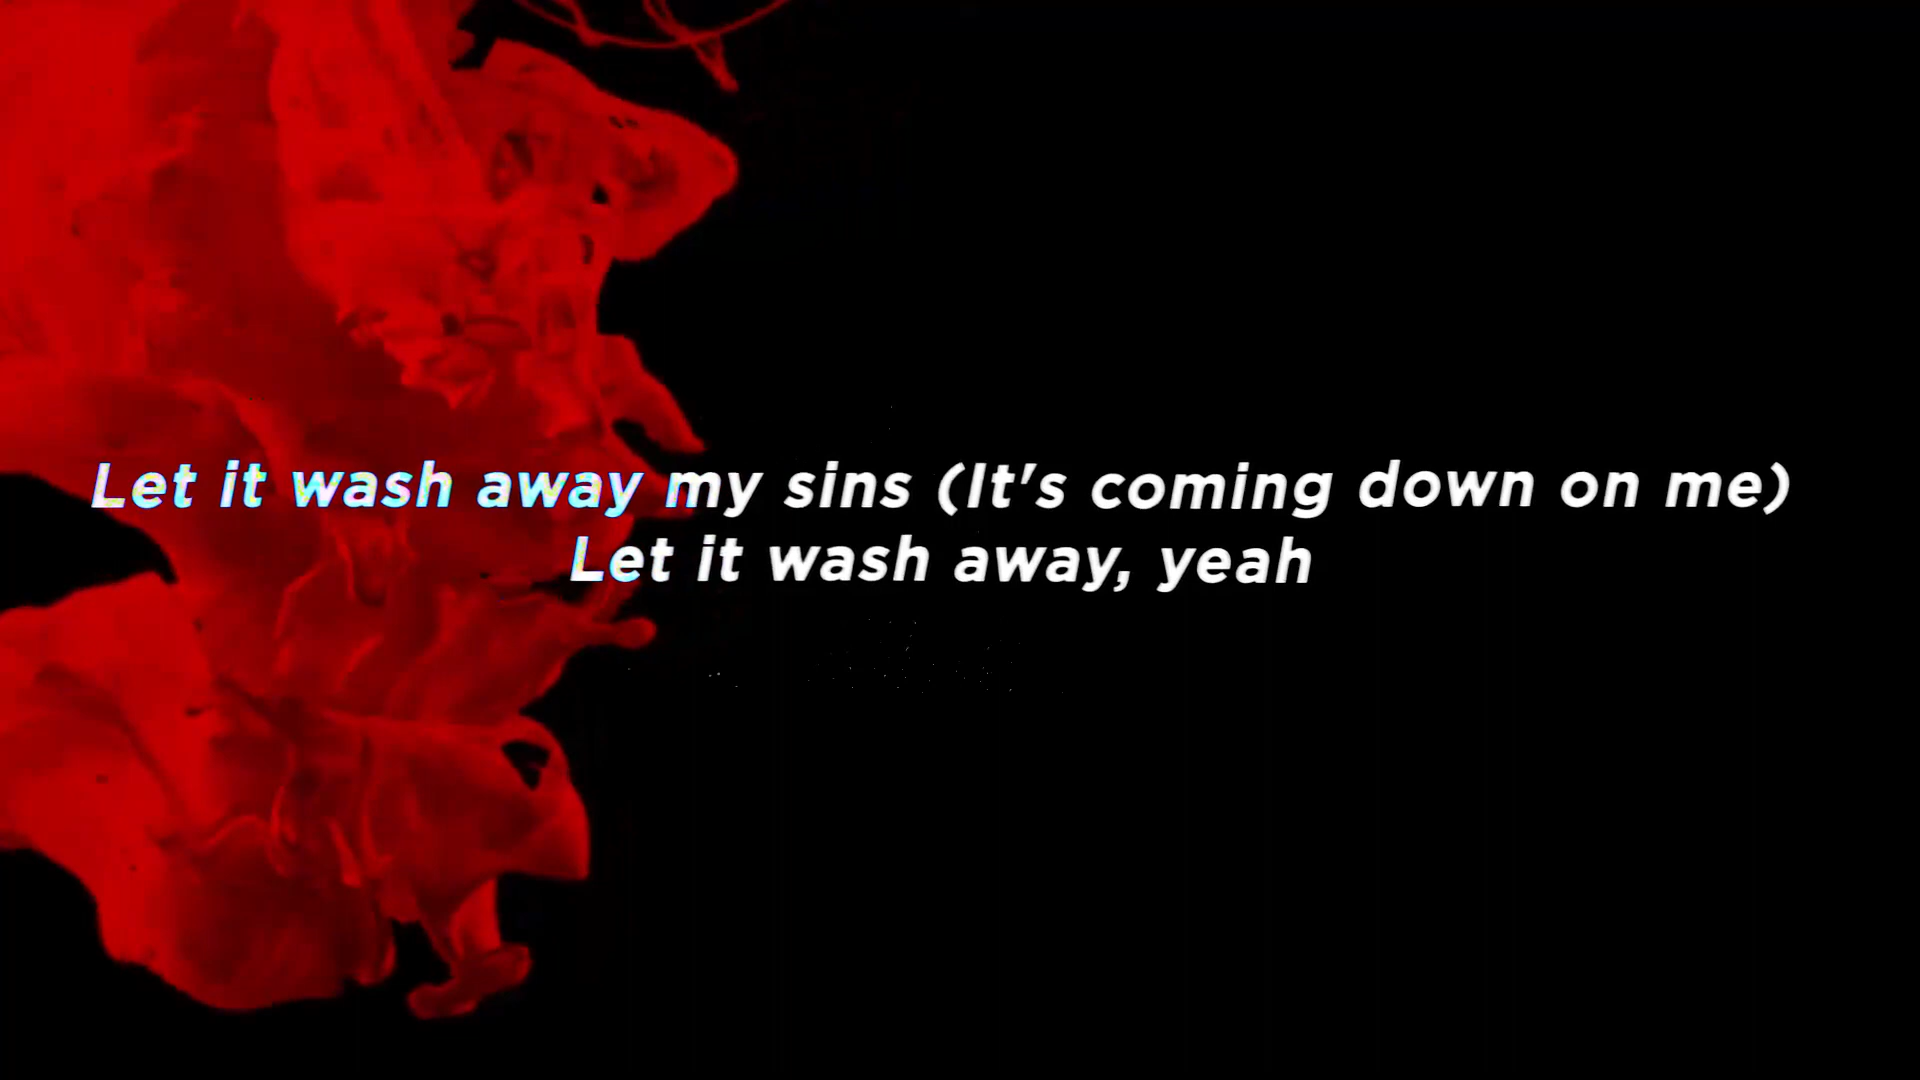 Let it wash away my sins (It's coming down on me)
Let it wash away, yeah